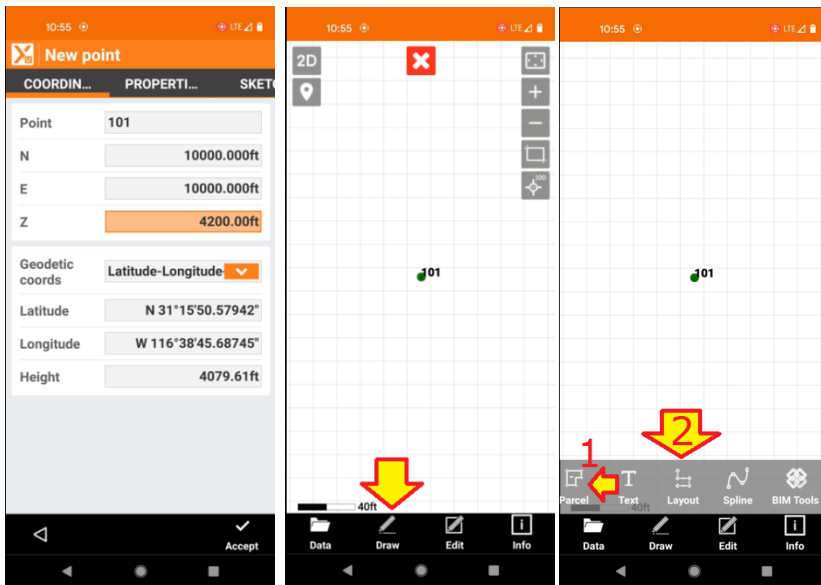 10:55
LTE
New point
COORDIN...
PROPERTI...
SKET
Point
101
N
10000.000ft
E
10000.000ft
Z
4200.00ft
Geodetic
coords
Latitude-Longitude-
Latitude
N 31°15'50.57942"
Longitude
W 116°38'45.68745"
Height
4079.61ft
Accept
10:55
LTE
2D
100
101
40ft
Data
Draw
Edit
Info
10:55
LTE
101
1
2
Parcel
Text
Layout
Spline
BIM Tools
40ft
Data
Draw
Edit
Info